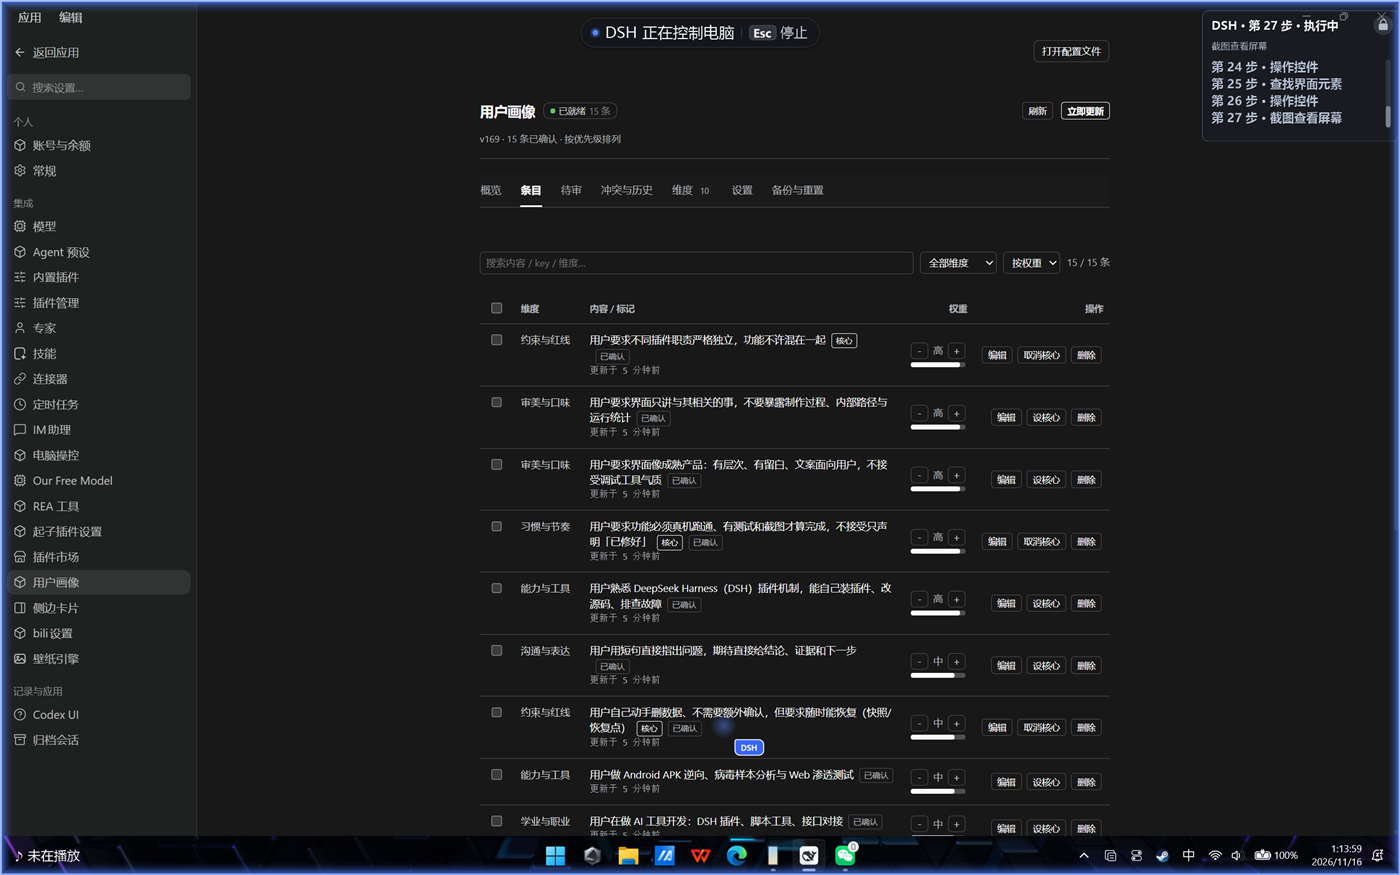 应用 编辑
返回应用
搜索设置...
个人
账号与余额
常规
集成
模型
Agent 预设
内置插件
插件管理
专家
技能
连接器
定时任务
IM 助理
电脑操控
Our Free Model
REA 工具
起子插件设置
插件市场
用户画像
侧边卡片
bili 设置
壁纸引擎
记录与应用
Codex UI
归档会话
DSH 正在控制电脑 Esc 停止
打开配置文件
DSH • 第 27 步 • 执行中
截图查看屏幕
第 24 步 • 操作控件
第 25 步 • 查找界面元素
第 26 步 • 操作控件
第 27 步 • 截图查看屏幕
用户画像 已就绪 15 条 刷新 立即更新
v169 · 15 条已确认 · 按优先级排列
概览 条目 待审 冲突与历史 维度 10 设置 备份与重置
搜索内容 / key / 维度... 全部维度 按权重 15 / 15 条
维度 内容 / 标记 权重 操作
约束与红线 用户要求不同插件职责严格独立，功能不许混在一起 核心
已确认
更新于 5 分钟前
- 高 + 编辑 取消核心 删除
审美与口味 用户要求界面只讲与其相关的事，不要暴露制作过程、内部路径与
运行统计 已确认
更新于 5 分钟前
- 高 + 编辑 设核心 删除
审美与口味 用户要求界面像成熟产品：有层次、有留白、文案面向用户，不接
受调试工具气质 已确认
更新于 5 分钟前
- 高 + 编辑 设核心 删除
习惯与节奏 用户要求功能必须真机跑通、有测试和截图才算完成，不接受只声
明「已修好」 核心 已确认
更新于 5 分钟前
- 高 + 编辑 取消核心 删除
能力与工具 用户熟悉 DeepSeek Harness（DSH）插件机制，能自己装插件、改
源码、排查故障 已确认
更新于 5 分钟前
- 高 + 编辑 设核心 删除
沟通与表达 用户用短句直接指出问题，期待直接给结论、证据和下一步
已确认
更新于 5 分钟前
- 中 + 编辑 设核心 删除
约束与红线 用户自己动手删数据、不需要额外确认，但要求随时能恢复（快照/
恢复点） 核心 已确认
更新于 5 分钟前
- 中 + 编辑 取消核心 删除
DSH
能力与工具 用户做 Android APK 逆向、病毒样本分析与 Web 渗透测试 已确认
更新于 5 分钟前
- 中 + 编辑 设核心 删除
学业与职业 用户在做 AI 工具开发：DSH 插件、脚本工具、接口对接 已确认
更新于 5 分钟前
- 中 + 编辑 设核心 删除
未在播放
0
中 100%
1:13:59
2026/11/16